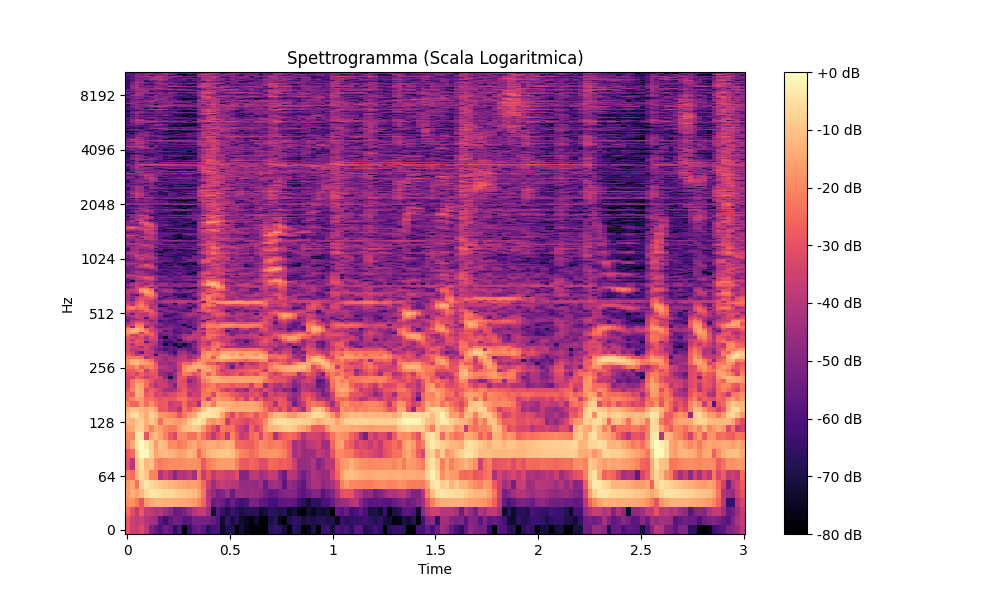 Spettrogramma (Scala Logaritmica)
Hz
8192
4096
2048
1024
512
256
128
64
0
0
0.5
1
1.5
2
2.5
3
Time
+0 dB
-10 dB
-20 dB
-30 dB
-40 dB
-50 dB
-60 dB
-70 dB
-80 dB